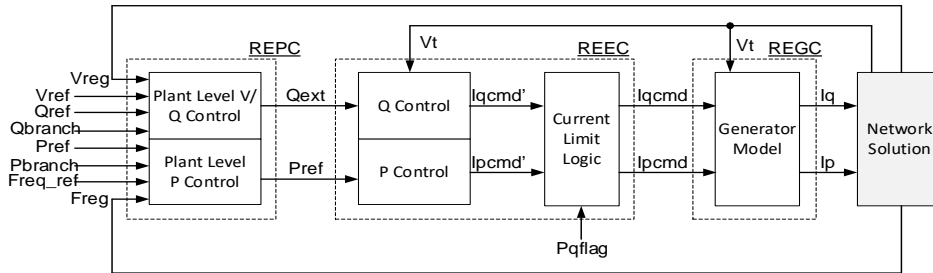 REPC
REEC
REGC
Vt
Vt
Vreg
Vref
Qref
Qbranch
Pref
Pbranch
Freq_ref
Freg
Plant Level V/
Q Control
Plant Level
P Control
Qext
Pref
Q Control
P Control
Iqcmd’
Ipcmd’
Current
Limit
Logic
Pqflag
Iqcmd
Ipcmd
Generator
Model
Iq
Ip
Network
Solution